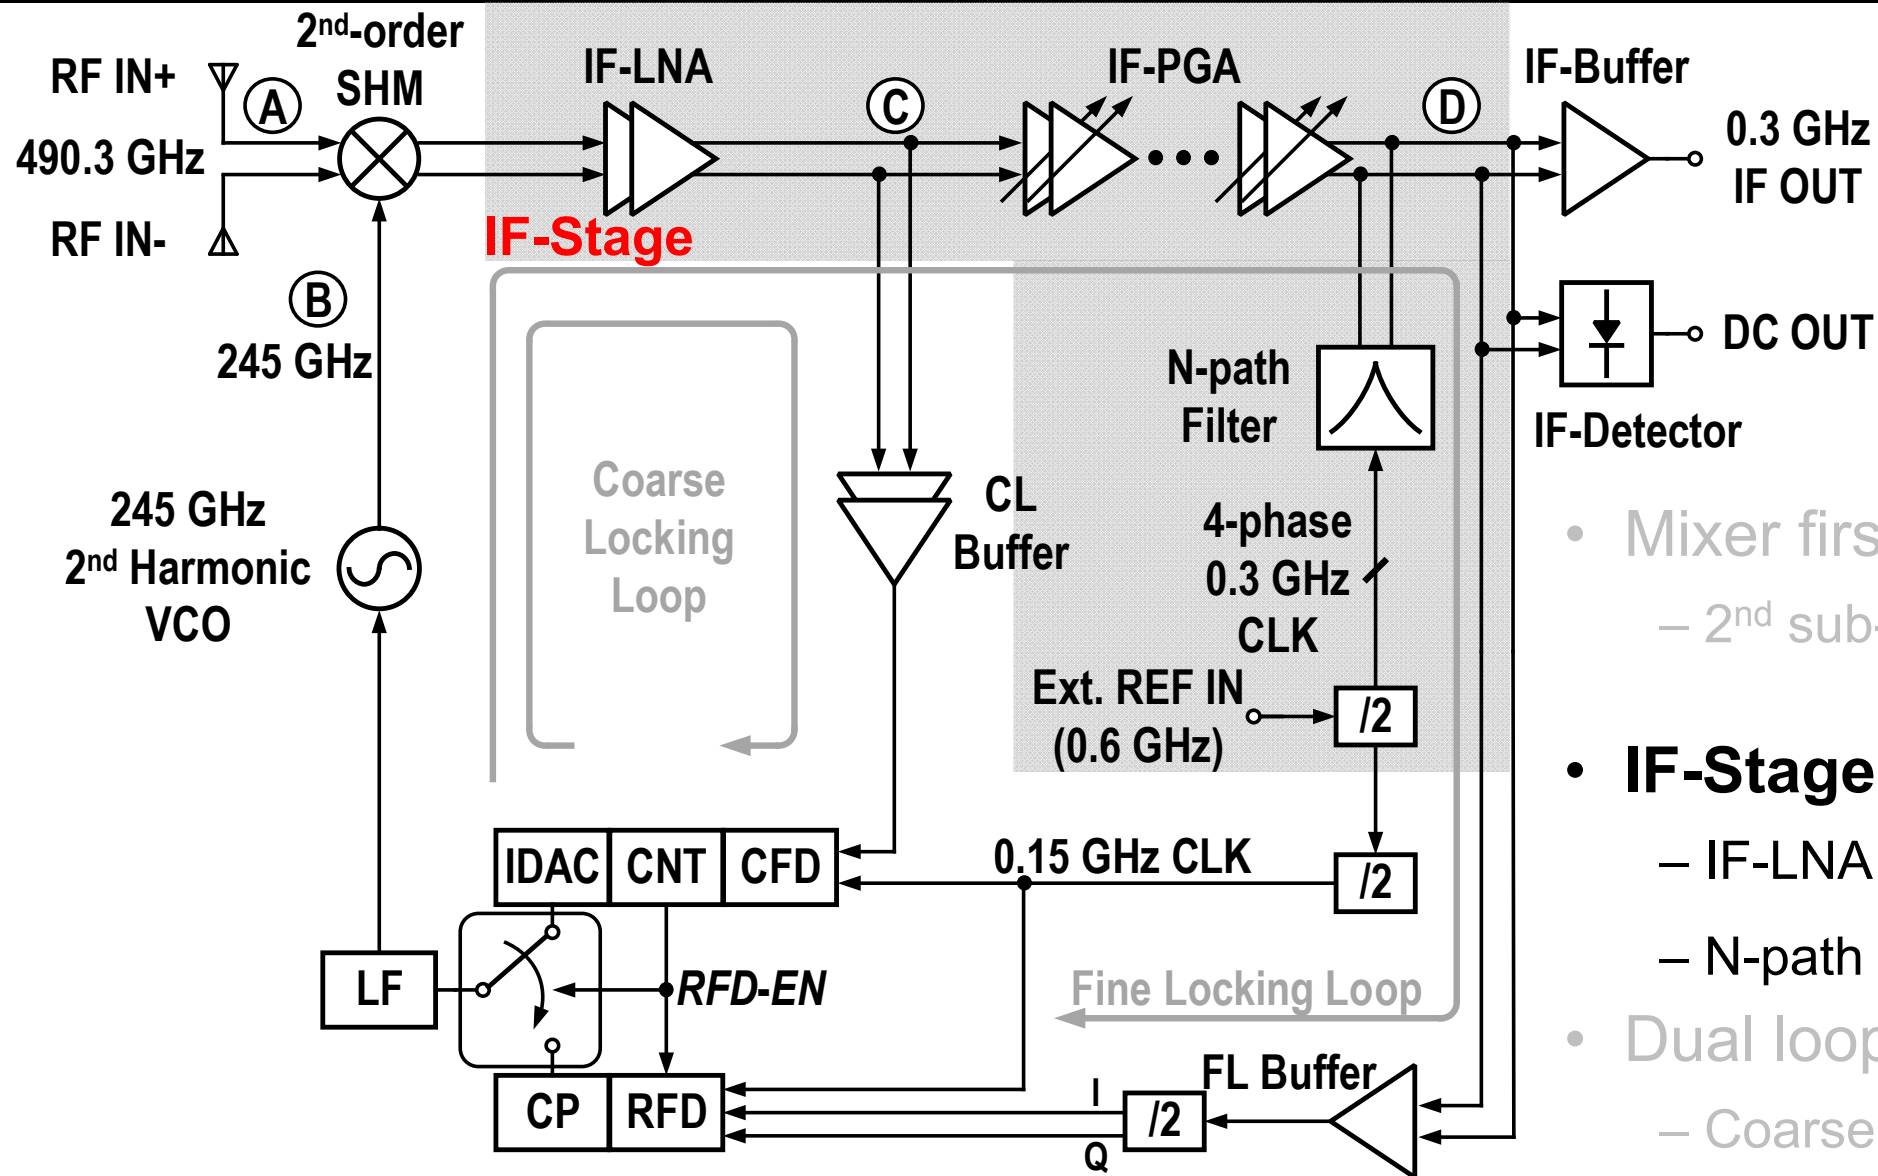 2nd-order
SHM
RF IN+
A
490.3 GHz
RF IN-
B
245 GHz
245 GHz
2nd Harmonic
VCO
IF-LNA
C
IF-PGA
D
IF-Buffer
0.3 GHz
IF OUT
IF-Stage
DC OUT
IF-Detector
N-path
Filter
Coarse
Locking
Loop
CL
Buffer
4-phase
0.3 GHz
CLK
Ext. REF IN
(0.6 GHz)
/2
/2
0.15 GHz CLK
IDAC
CNT
CFD
LF
RFD-EN
Fine Locking Loop
CP
RFD
I
Q
/2
FL Buffer
• Mixer firs
– 2nd sub-
• IF-Stage
– IF-LNA
– N-path
• Dual loop
– Coarse